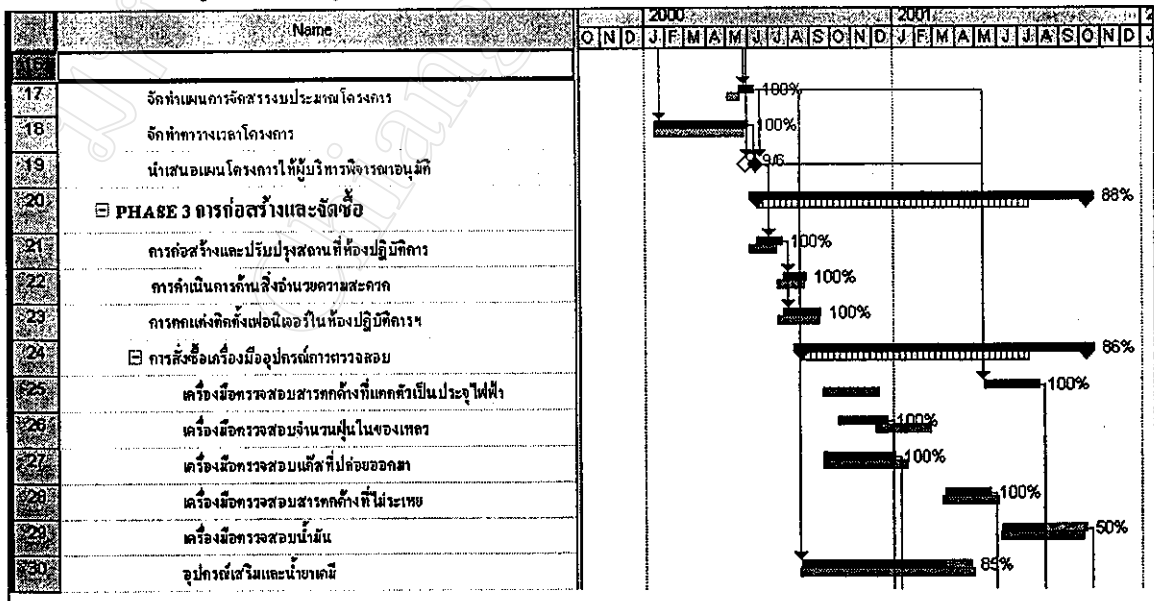 Name 2000 2001 2
O N D J F M A M J J A S O N D J F M A M J J A S O N D J
16
17 จัดทำแผนการจัดสรรงบประมาณโครงการ 100%
18 จัดทำตารางเวลาโครงการ 100%
19 นำเสนอแผนโครงการให้ผู้บริหารพิจารณาอนุมัติ 9/6
20 PHASE 3 การก่อสร้างและจัดซื้อ 88%
21 การก่อสร้างและปรับปรุงสถานที่ห้องปฏิบัติการ 100%
22 การดำเนินการด้านสิ่งอำนวยความสะดวก 100%
23 การตกแต่งติดตั้งเฟอนิเจอร์ในห้องปฏิบัติการฯ 100%
24 การสั่งซื้อเครื่องมืออุปกรณ์การตรวจสอบ 86%
25 เครื่องมือตรวจสอบสารตกค้างที่แตกตัวเป็นประจุไฟฟ้า 100%
26 เครื่องมือตรวจสอบจำนวนฝุ่นในของเหลว 100%
27 เครื่องมือตรวจสอบแก๊สที่ปล่อยออกมา 100%
28 เครื่องมือตรวจสอบสารตกค้างที่ไม่ระเหย 100%
29 เครื่องมือตรวจสอบน้ำมัน 50%
30 อุปกรณ์เสริมและน้ำยาเคมี 85%